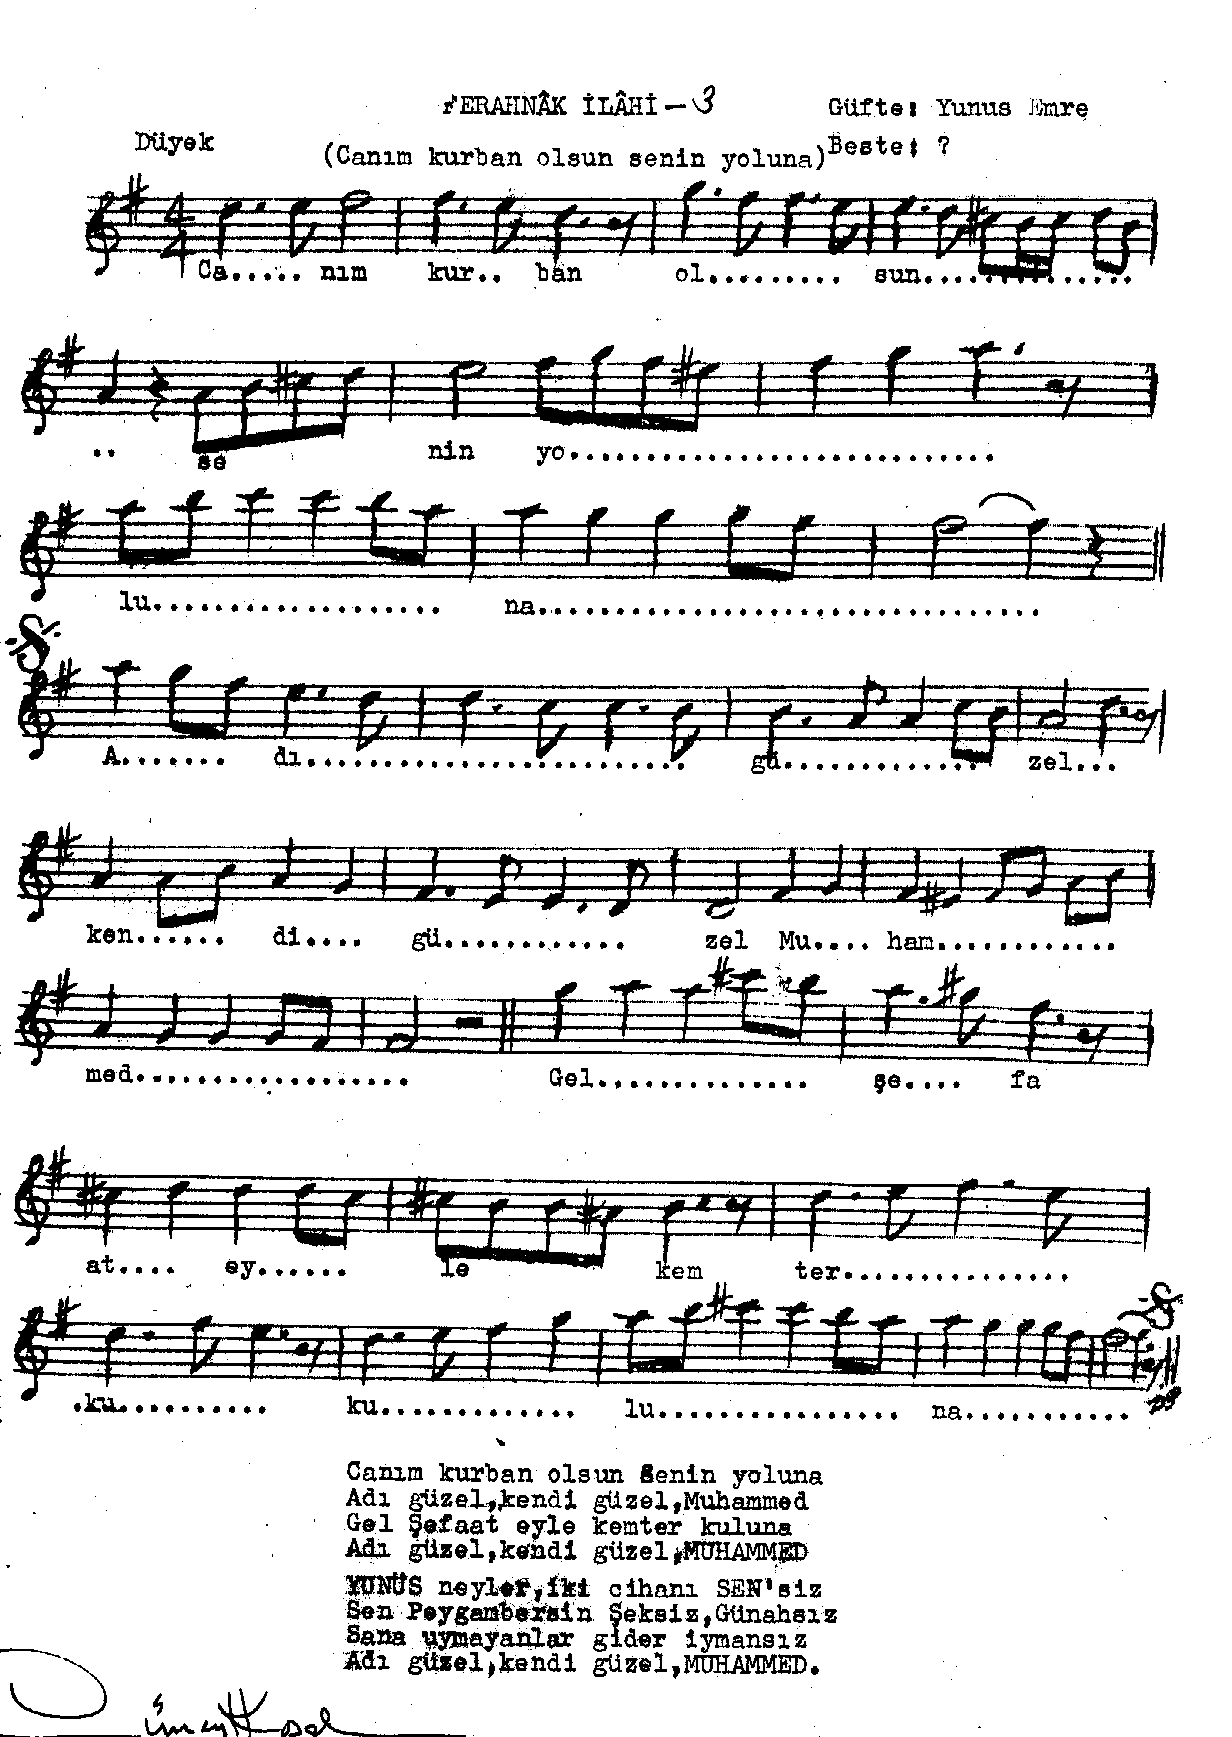 FERAHNÂK İLÂHİ - 3
Güfte: Yunus Emre
Düyek
Beste: ?
(Canım kurban olsun senin yoluna)
4
4
Ca..... nım kur.. ban ol......... sun..............
.. se nin yo............................
lu................... na.................................
A....... dı......................... gü............. zel...
ken...... di.... gü............ zel Mu.... ham............
med.................. Gel.............. şe.... fa
at.... ey...... le kem ter...............
.ku.......... ku............. lu................ na...........
Canım kurban olsun Senin yoluna
Adı güzel,kendi güzel,Muhammed
Gel Şefaat eyle kemter kuluna
Adı güzel,kendi güzel,MUHAMMED
YUNÜS neyler,iki cihanı SEN'siz
Sen Peygambersin Şeksiz,Günahsız
Sana uymayanlar gider iymansız
Adı güzel,kendi güzel,MUHAMMED.